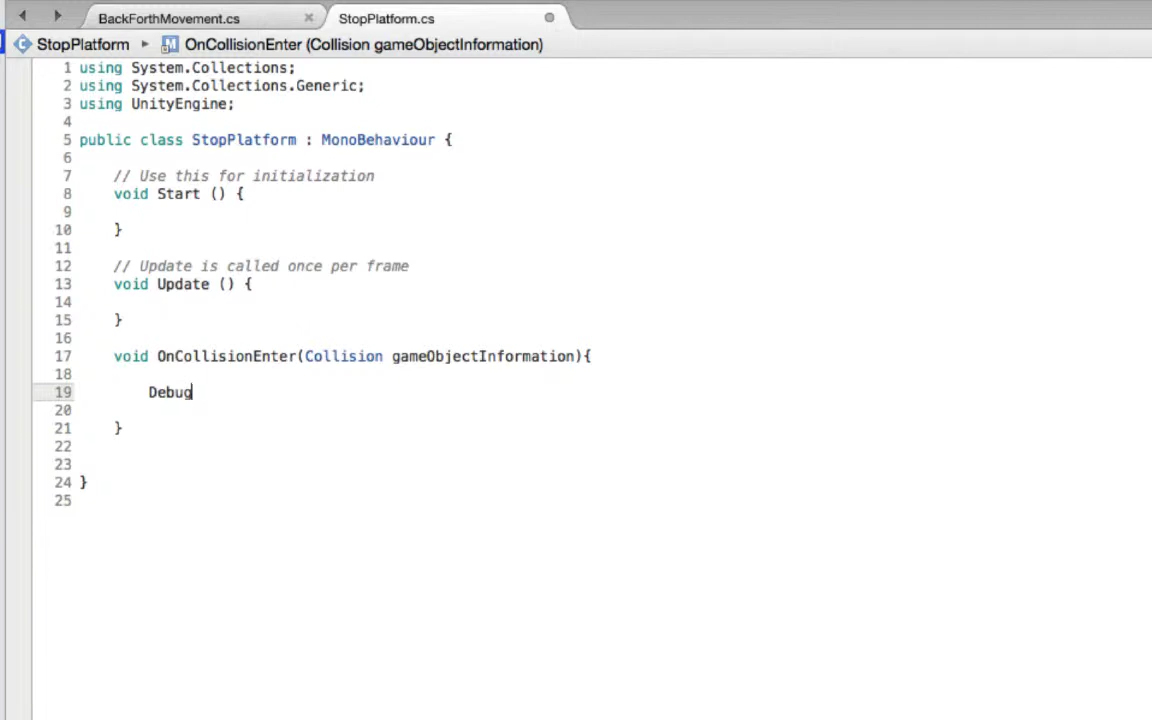 BackForthMovement.cs × StopPlatform.cs
StopPlatform ▸ OnCollisionEnter (Collision gameObjectInformation)
1 using System.Collections;
2 using System.Collections.Generic;
3 using UnityEngine;
4
5 public class StopPlatform : MonoBehaviour {
6
7 // Use this for initialization
8 void Start () {
9
10 }
11
12 // Update is called once per frame
13 void Update () {
14
15 }
16
17 void OnCollisionEnter(Collision gameObjectInformation){
18
19 Debug
20
21 }
22
23
24 }
25